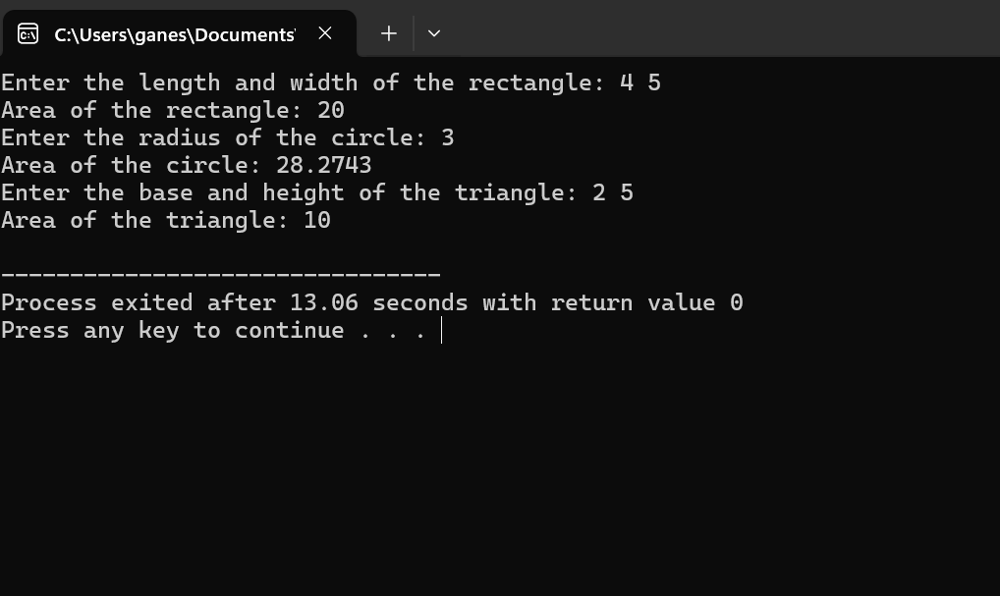 C:\Users\ganes\Documents'
Enter the length and width of the rectangle: 4 5
Area of the rectangle: 20
Enter the radius of the circle: 3
Area of the circle: 28.2743
Enter the base and height of the triangle: 2 5
Area of the triangle: 10
--------------------------------
Process exited after 13.06 seconds with return value 0
Press any key to continue . . .